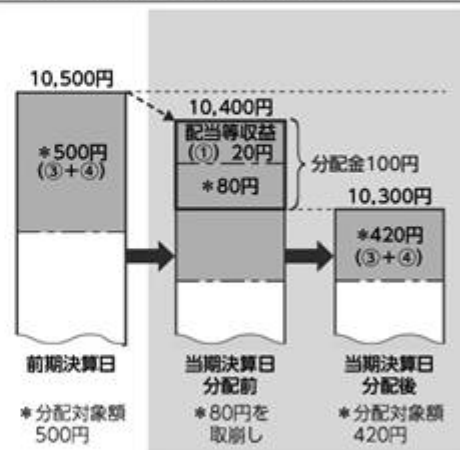 10,500円
*500円
(③+④)
前期決算日
*分配対象額
500円
10,400円
配当等収益
(①) 20円
*80円
分配金100円
当期決算日
分配前
*80円を
取崩し
10,300円
*420円
(③+④)
当期決算日
分配後
*分配対象額
420円